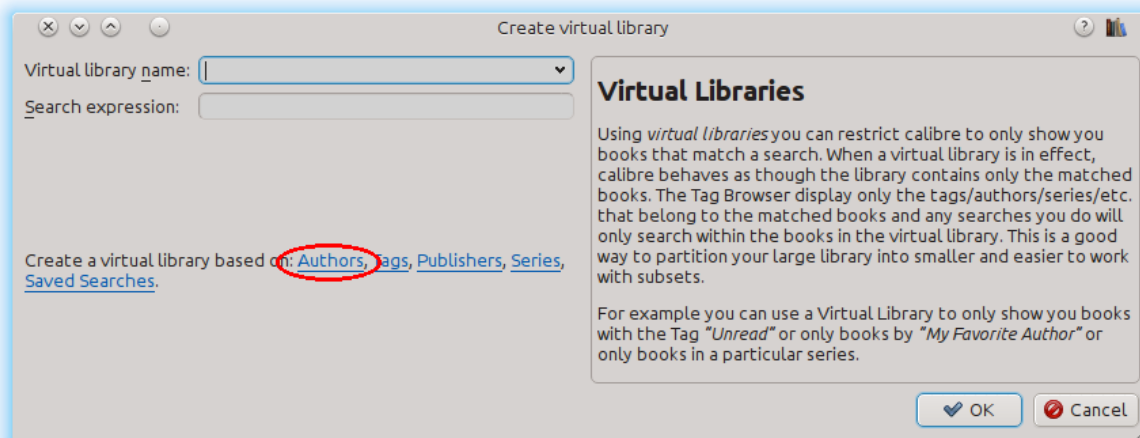 Create virtual library
Virtual library name:
Search expression:
Create a virtual library based on: Authors, Tags, Publishers, Series,
Saved Searches.
Virtual Libraries
Using virtual libraries you can restrict calibre to only show you
books that match a search. When a virtual library is in effect,
calibre behaves as though the library contains only the matched
books. The Tag Browser display only the tags/authors/series/etc.
that belong to the matched books and any searches you do will
only search within the books in the virtual library. This is a good
way to partition your large library into smaller and easier to work
with subsets.
For example you can use a Virtual Library to only show you books
with the Tag "Unread" or only books by "My Favorite Author" or
only books in a particular series.
OK
Cancel